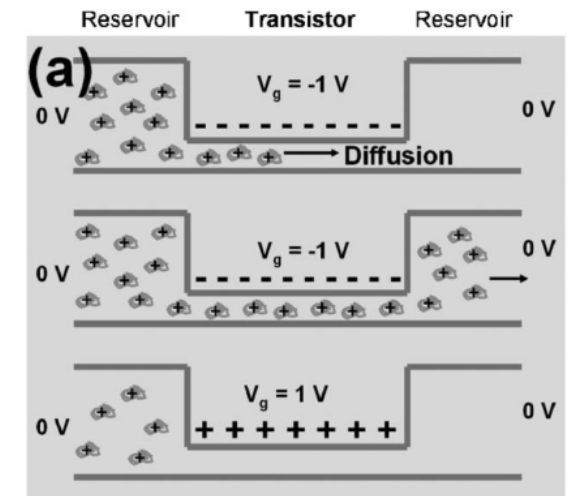 Reservoir Transistor Reservoir
(a)
V_g = -1 V
0 V 0 V
- - - - - - - - - -
Diffusion
V_g = -1 V
0 V 0 V
- - - - - - - - - -
V_g = 1 V
0 V 0 V
+ + + + + + +